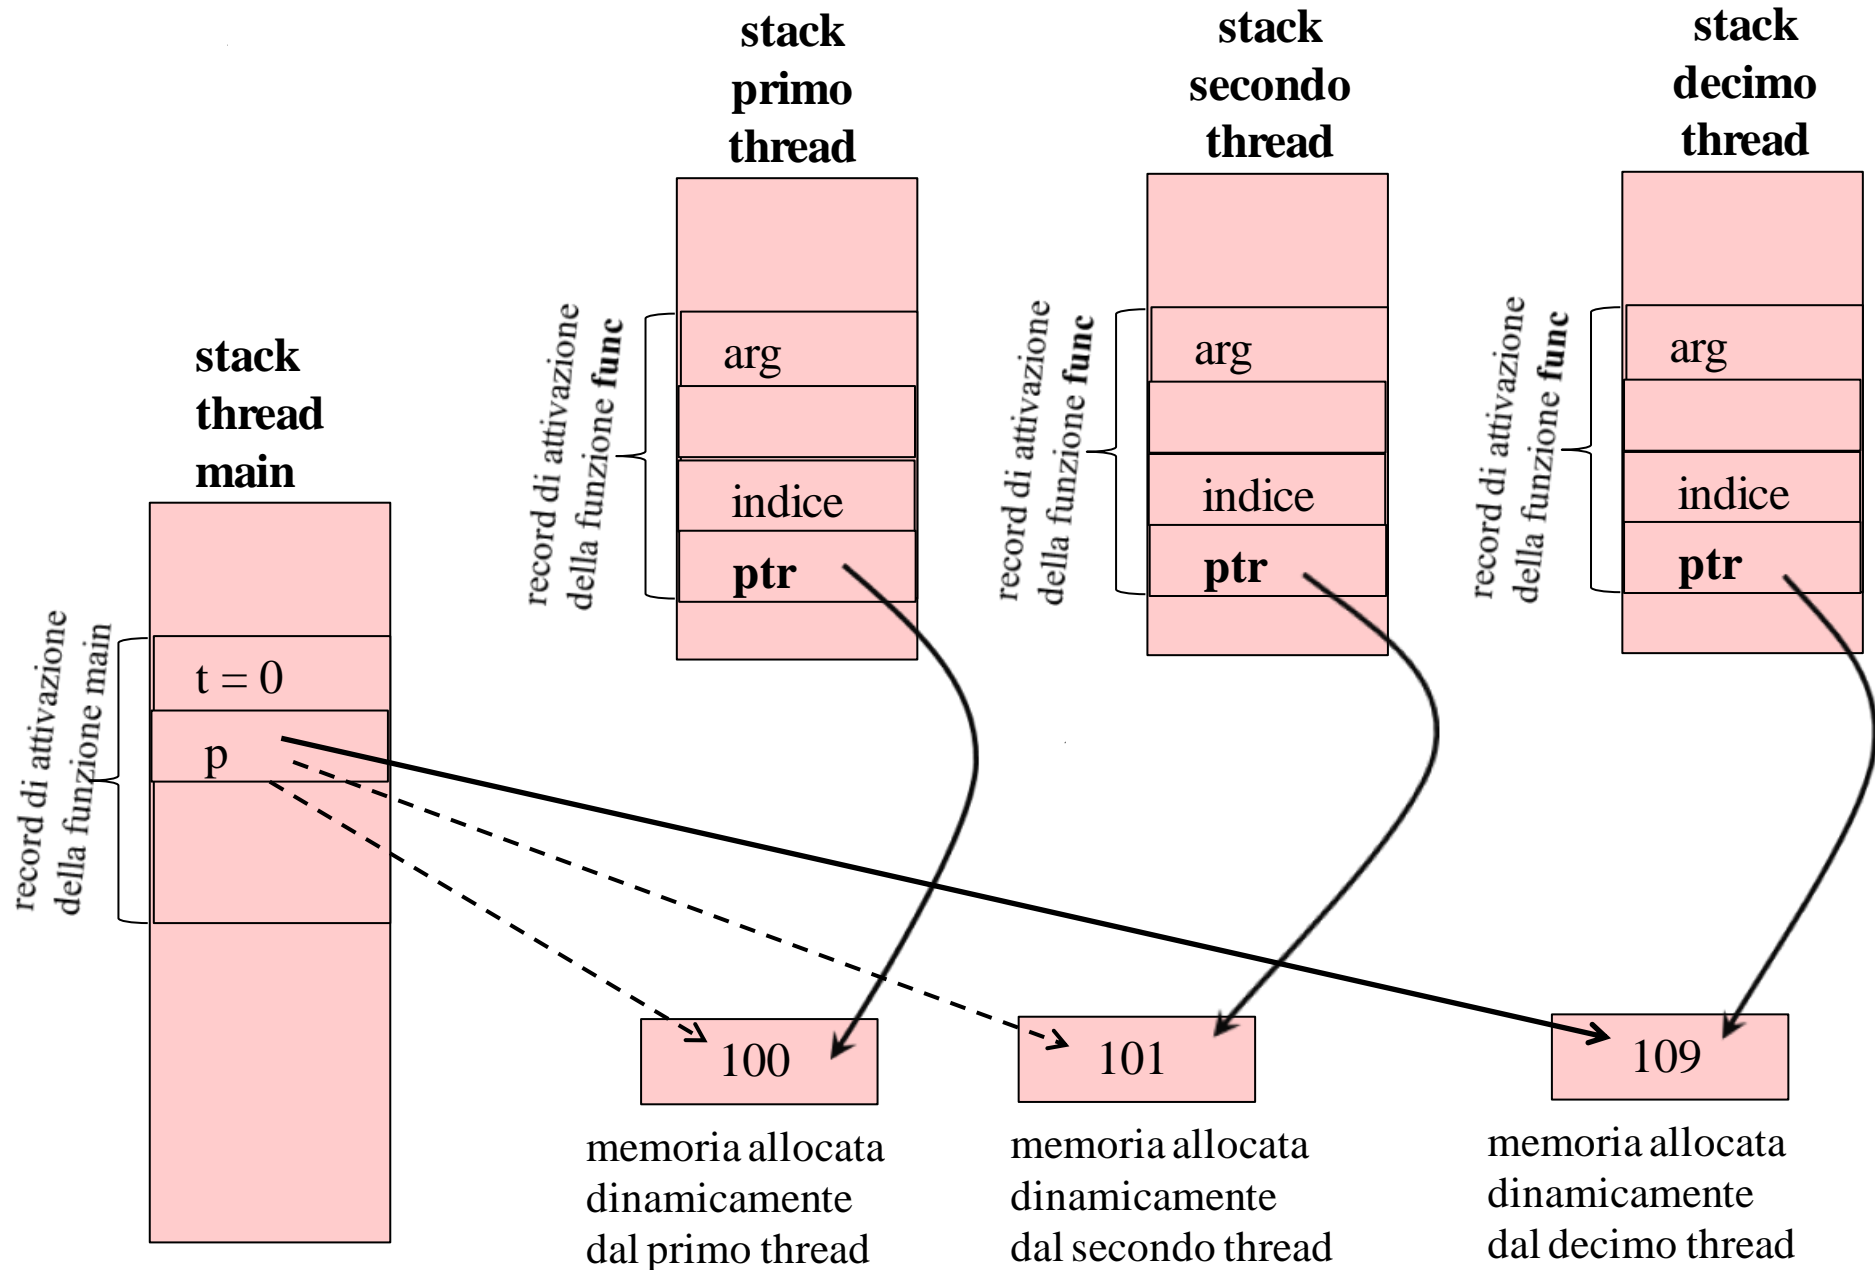 stack
primo
thread
stack
secondo
thread
stack
decimo
thread
stack
thread
main
record di attivazione
della funzione func
arg
indice
ptr
record di attivazione
della funzione func
arg
indice
ptr
record di attivazione
della funzione func
arg
indice
ptr
record di attivazione
della funzione main
t = 0
p
100
101
109
memoria allocata
dinamicamente
dal primo thread
memoria allocata
dinamicamente
dal secondo thread
memoria allocata
dinamicamente
dal decimo thread